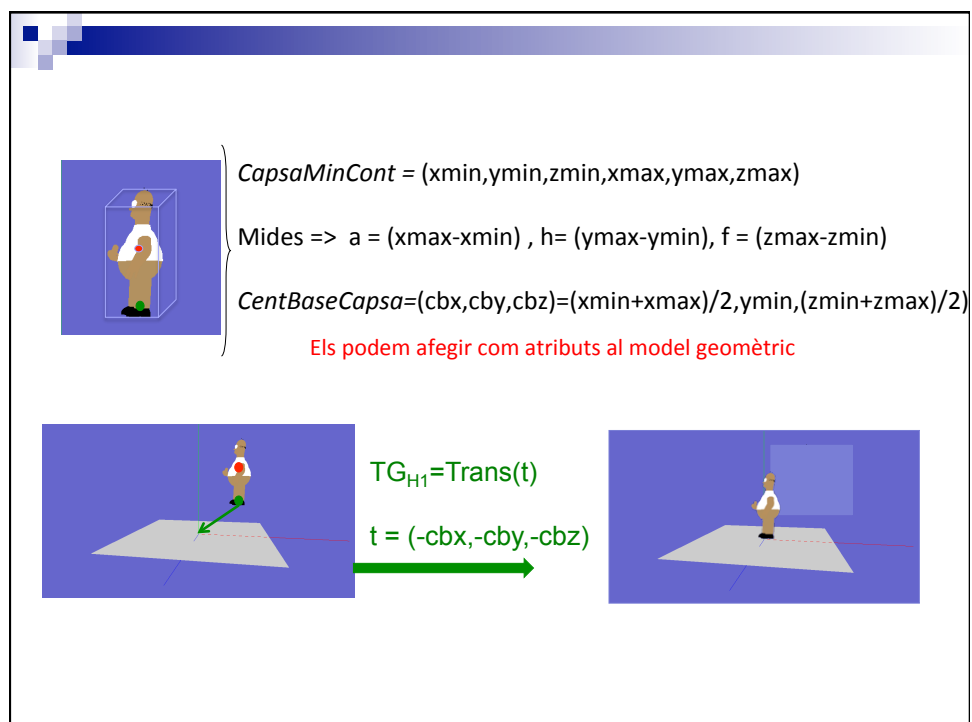 CapsaMinCont = (xmin,ymin,zmin,xmax,ymax,zmax)
Mides => a = (xmax-xmin) , h= (ymax-ymin), f = (zmax-zmin)
CentBaseCapsa=(cbx,cby,cbz)=(xmin+xmax)/2,ymin,(zmin+zmax)/2)
Els podem afegir com atributs al model geomètric
TG_H1=Trans(t)
t = (-cbx,-cby,-cbz)